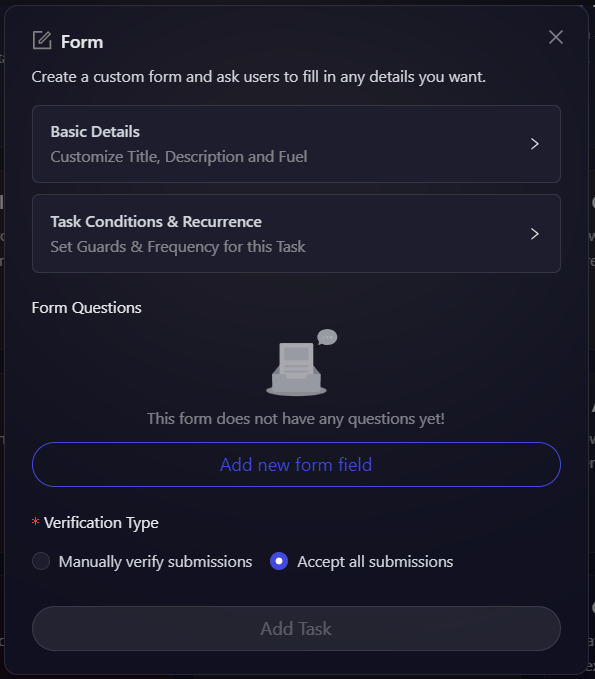 Form
Create a custom form and ask users to fill in any details you want.
Basic Details
Customize Title, Description and Fuel
Task Conditions & Recurrence
Set Guards & Frequency for this Task
Form Questions
This form does not have any questions yet!
Add new form field
* Verification Type
Manually verify submissions
Accept all submissions
Add Task